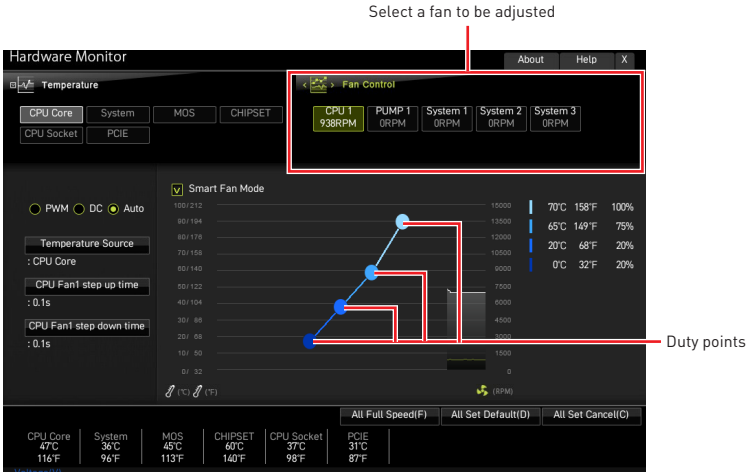 Select a fan to be adjusted
Hardware Monitor
About Help X
Temperature
Fan Control
CPU Core System MOS CHIPSET
CPU Socket PCIE
CPU 1 PUMP 1 System 1 System 2 System 3
938RPM 0RPM 0RPM 0RPM 0RPM
Smart Fan Mode
PWM DC Auto
Temperature Source
: CPU Core
CPU Fan1 step up time
: 0.1s
CPU Fan1 step down time
: 0.1s
100/212 15000
90/194 13500
80/176 12000
70/158 10500
60/140 9000
50/122 7500
40/104 6000
30/ 86 4500
20/ 68 3000
10/ 50 1500
0/ 32 0
(°C) (°F) (RPM)
70°C 158°F 100%
65°C 149°F 75%
20°C 68°F 20%
0°C 32°F 20%
Duty points
All Full Speed(F) All Set Default(D) All Set Cancel(C)
CPU Core System MOS CHIPSET CPU Socket PCIE
47°C 36°C 45°C 60°C 37°C 31°C
116°F 96°F 113°F 140°F 98°F 87°F